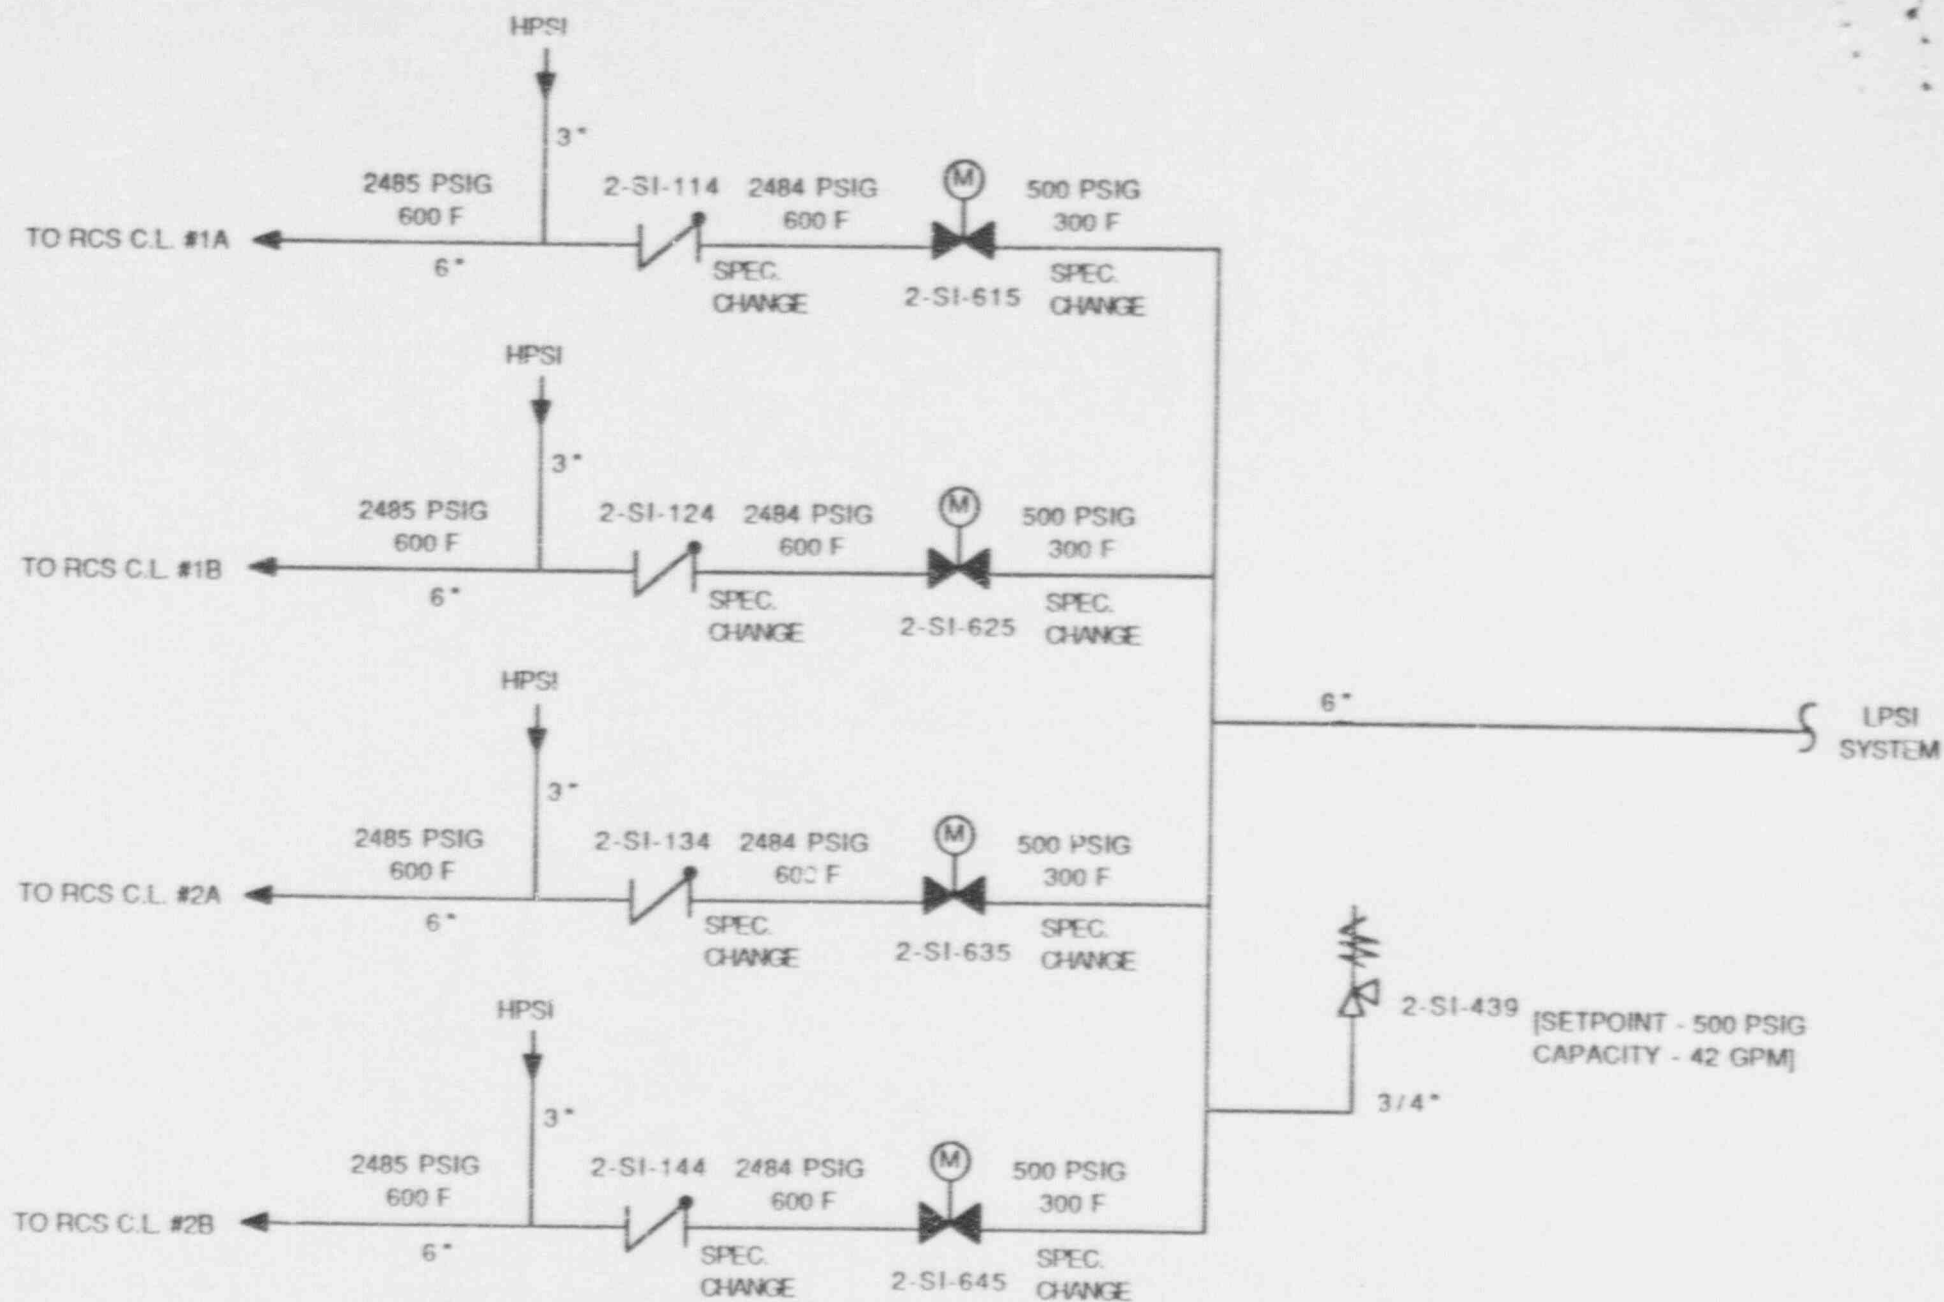 HPSI
3"
2485 PSIG
600 F
2-SI-114
2484 PSIG
600 F
M
500 PSIG
300 F
TO RCS C.L. #1A
6"
SPEC.
CHANGE
2-SI-615
SPEC.
CHANGE
HPSI
3"
2485 PSIG
600 F
2-SI-124
2484 PSIG
600 F
M
500 PSIG
300 F
TO RCS C.L. #1B
6"
SPEC.
CHANGE
2-SI-625
SPEC.
CHANGE
HPSI
6"
LPSI
SYSTEM
3"
2485 PSIG
600 F
2-SI-134
2484 PSIG
600 F
M
500 PSIG
300 F
TO RCS C.L. #2A
6"
SPEC.
CHANGE
2-SI-635
SPEC.
CHANGE
HPSI
2-SI-439
[SETPOINT - 500 PSIG
CAPACITY - 42 GPM]
3/4"
3"
2485 PSIG
600 F
2-SI-144
2484 PSIG
600 F
M
500 PSIG
300 F
TO RCS C.L. #2B
6"
SPEC.
CHANGE
2-SI-645
SPEC.
CHANGE